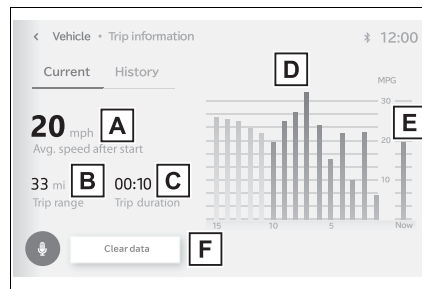 Vehicle • Trip information
12:00
Current History
D
MPG
30
20 mph A
E
Avg. speed after start
20
33 mi B 00:10 C
10
Trip range Trip duration
15 10 5 Now
Clear data F